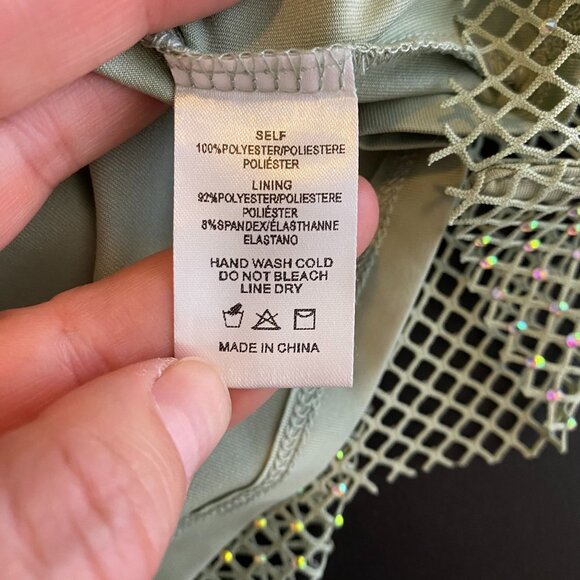 SELF
100%POLYESTER/POLIESTERE
POLIÉSTER
LINING
92%POLYESTER/POLIESTERE
POLIÉSTER
8%SPANDEX/ÉLASTHANNE
ELASTANO
HAND WASH COLD
DO NOT BLEACH
LINE DRY
MADE IN CHINA